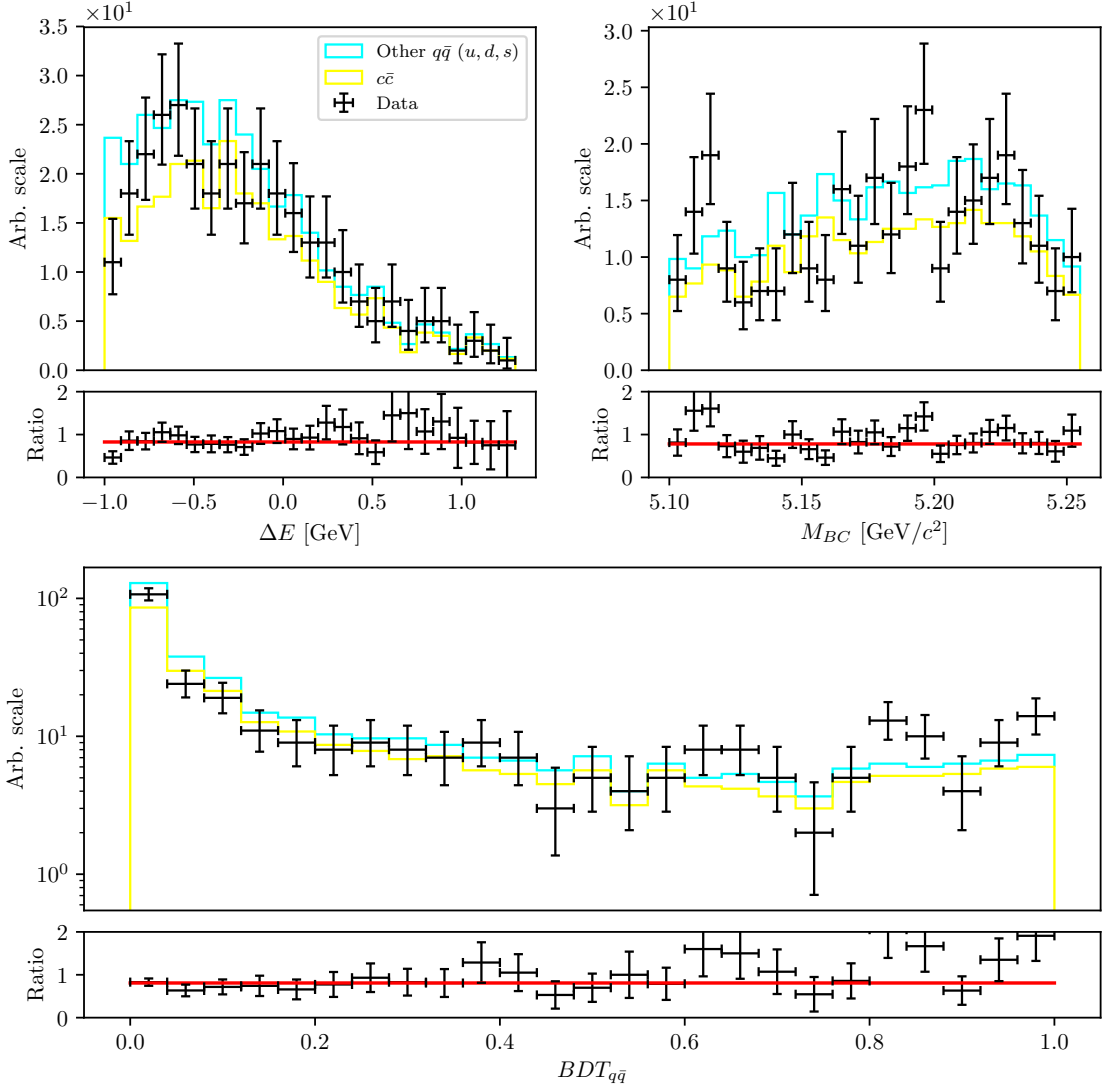 ×10¹ ×10¹
3.5
3.0
2.5
2.0
1.5
1.0
0.5
0.0
Arb. scale
Other qq̄ (u, d, s)
cc̄
Data
2
1
0
Ratio
−1.0 −0.5 0.0 0.5 1.0
ΔE [GeV]
3.0
2.5
2.0
1.5
1.0
0.5
0.0
Arb. scale
2
1
0
Ratio
5.10 5.15 5.20 5.25
M_BC [GeV/c²]
10²
10¹
10⁰
Arb. scale
2
1
0
Ratio
0.0 0.2 0.4 0.6 0.8 1.0
BDT_qq̄